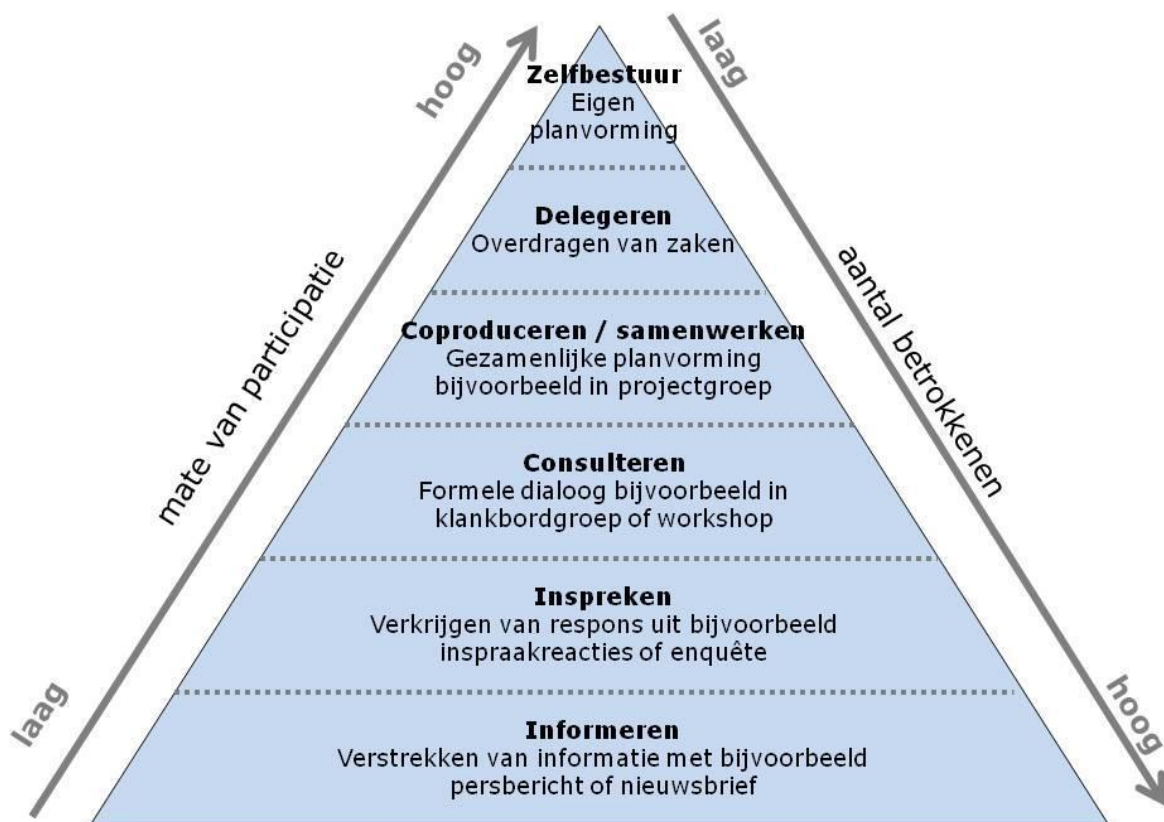 hoog
mate van participatie
laag
laag
aantal betrokkenen
hoog
Zelfbestuur
Eigen
planvorming
Delegeren
Overdragen van zaken
Coproduceren / samenwerken
Gezamenlijke planvorming
bijvoorbeeld in projectgroep
Consulteren
Formele dialoog bijvoorbeeld in
klankbordgroep of workshop
Inspreken
Verkrijgen van respons uit bijvoorbeeld
inspraakreacties of enquête
Informeren
Verstrekken van informatie met bijvoorbeeld
persbericht of nieuwsbrief